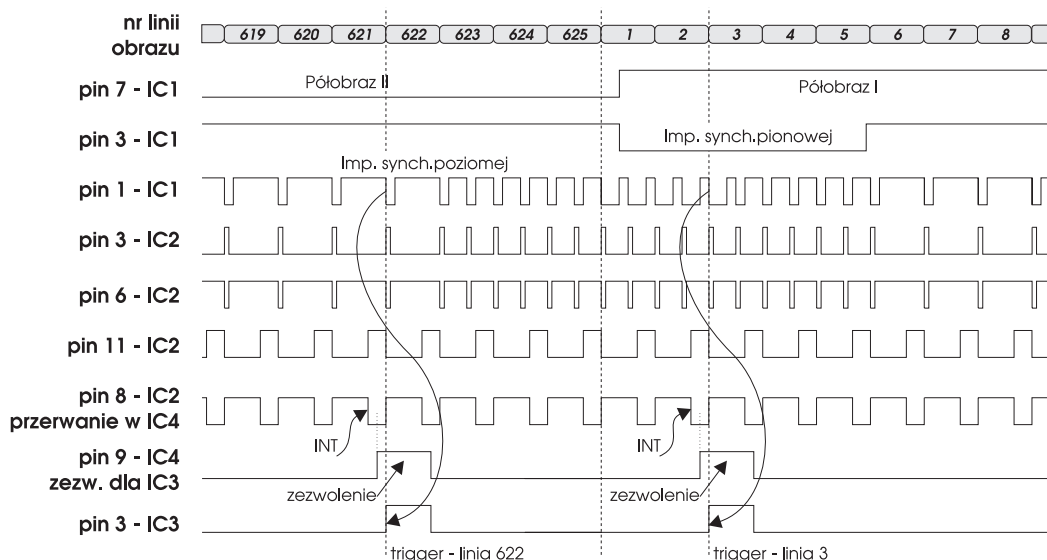 nr linii
obrazu
619 620 621 622 623 624 625 1 2 3 4 5 6 7 8
pin 7 - IC1
Półobraz II
Półobraz I
pin 3 - IC1
Imp. synch.pionowej
Imp. synch.poziomej
pin 1 - IC1
pin 3 - IC2
pin 6 - IC2
pin 11 - IC2
pin 8 - IC2
przerwanie w IC4
INT
INT
pin 9 - IC4
zezw. dla IC3
zezwolenie
zezwolenie
pin 3 - IC3
trigger - linia 622
trigger - linia 3